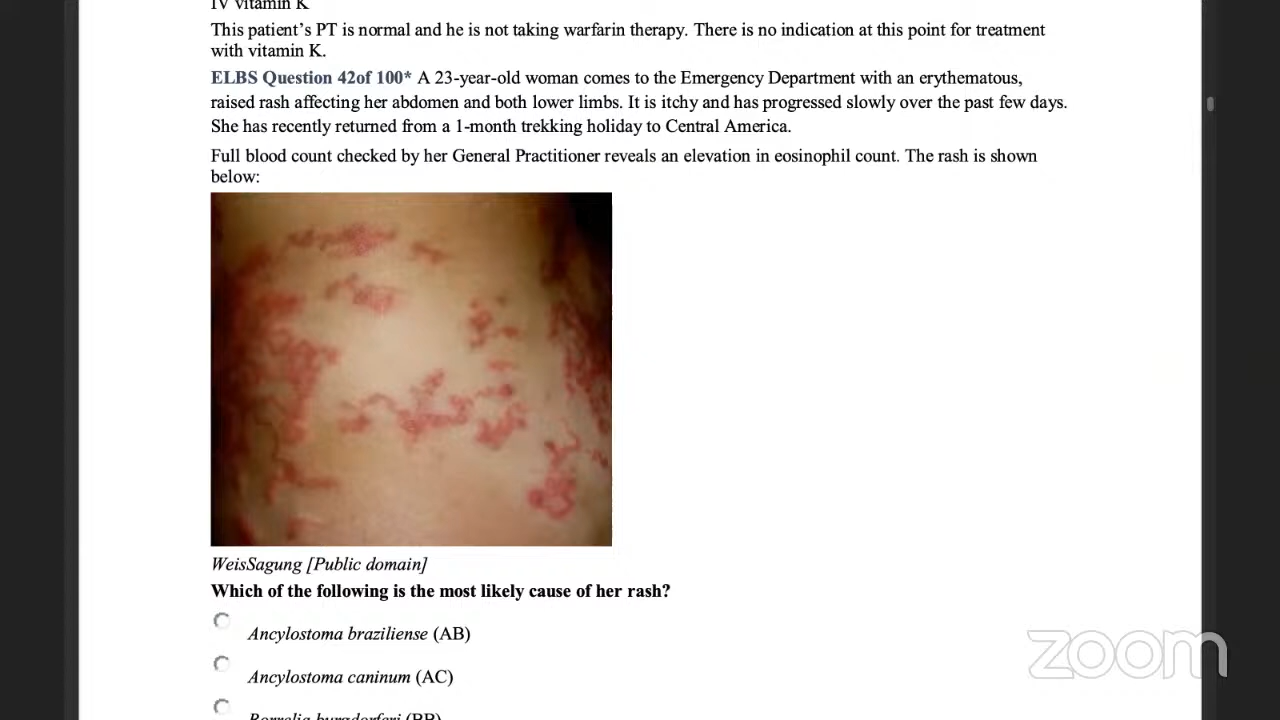 IV vitamin K
This patient’s PT is normal and he is not taking warfarin therapy. There is no indication at this point for treatment
with vitamin K.
ELBS Question 42of 100* A 23-year-old woman comes to the Emergency Department with an erythematous,
raised rash affecting her abdomen and both lower limbs. It is itchy and has progressed slowly over the past few days.
She has recently returned from a 1-month trekking holiday to Central America.
Full blood count checked by her General Practitioner reveals an elevation in eosinophil count. The rash is shown
below:
WeisSagung [Public domain]
Which of the following is the most likely cause of her rash?
Ancylostoma braziliense (AB)
Ancylostoma caninum (AC)
Borrelia burgdorferi (BB)
zoom